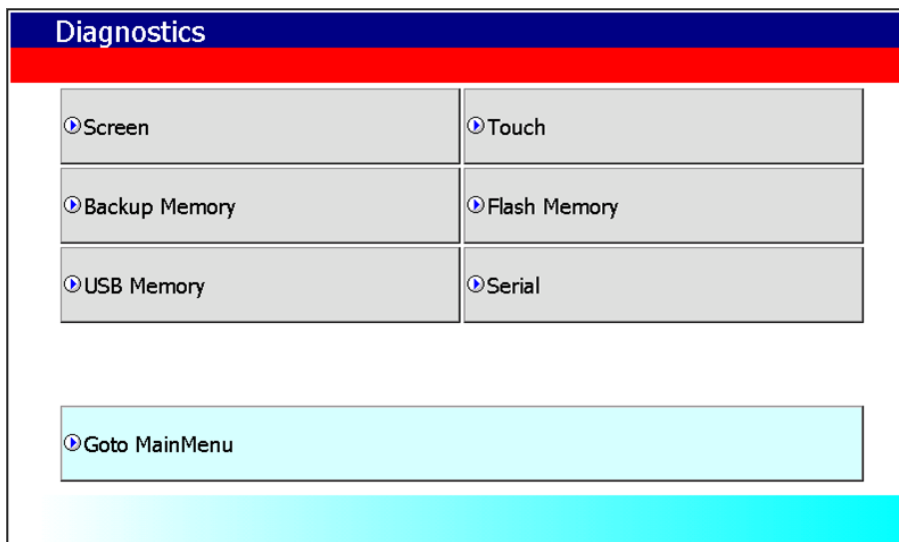 Diagnostics
Screen
Touch
Backup Memory
Flash Memory
USB Memory
Serial
Goto MainMenu